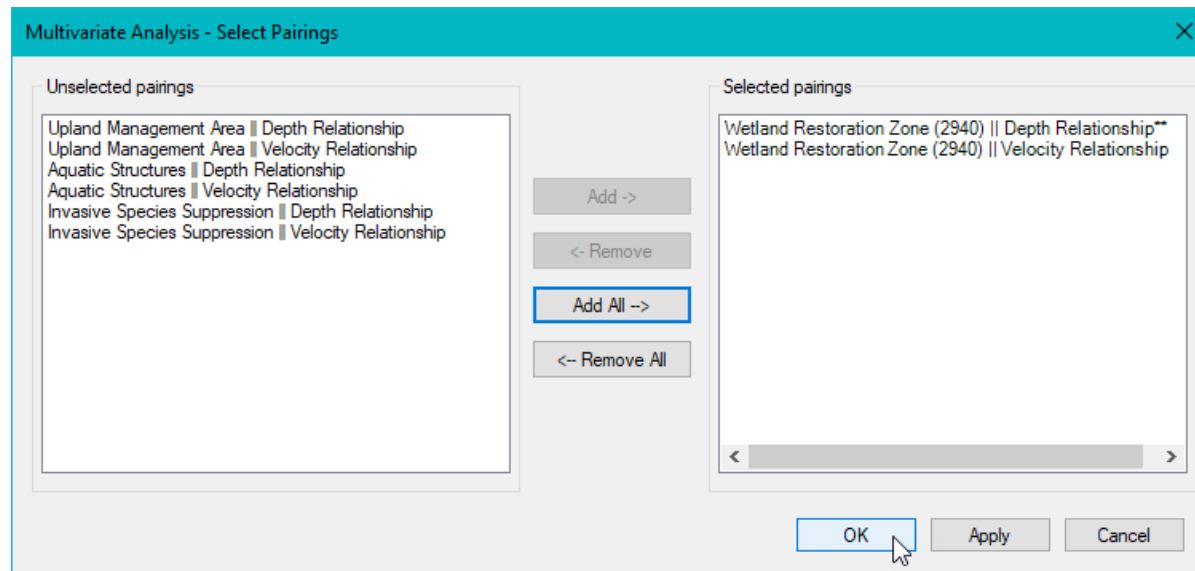 Multivariate Analysis - Select Pairings
Unselected pairings
Upland Management Area || Depth Relationship
Upland Management Area || Velocity Relationship
Aquatic Structures || Depth Relationship
Aquatic Structures || Velocity Relationship
Invasive Species Suppression || Depth Relationship
Invasive Species Suppression || Velocity Relationship
Add ->
<- Remove
Add All -->
<-- Remove All
Selected pairings
Wetland Restoration Zone (2940) || Depth Relationship**
Wetland Restoration Zone (2940) || Velocity Relationship
OK
Apply
Cancel